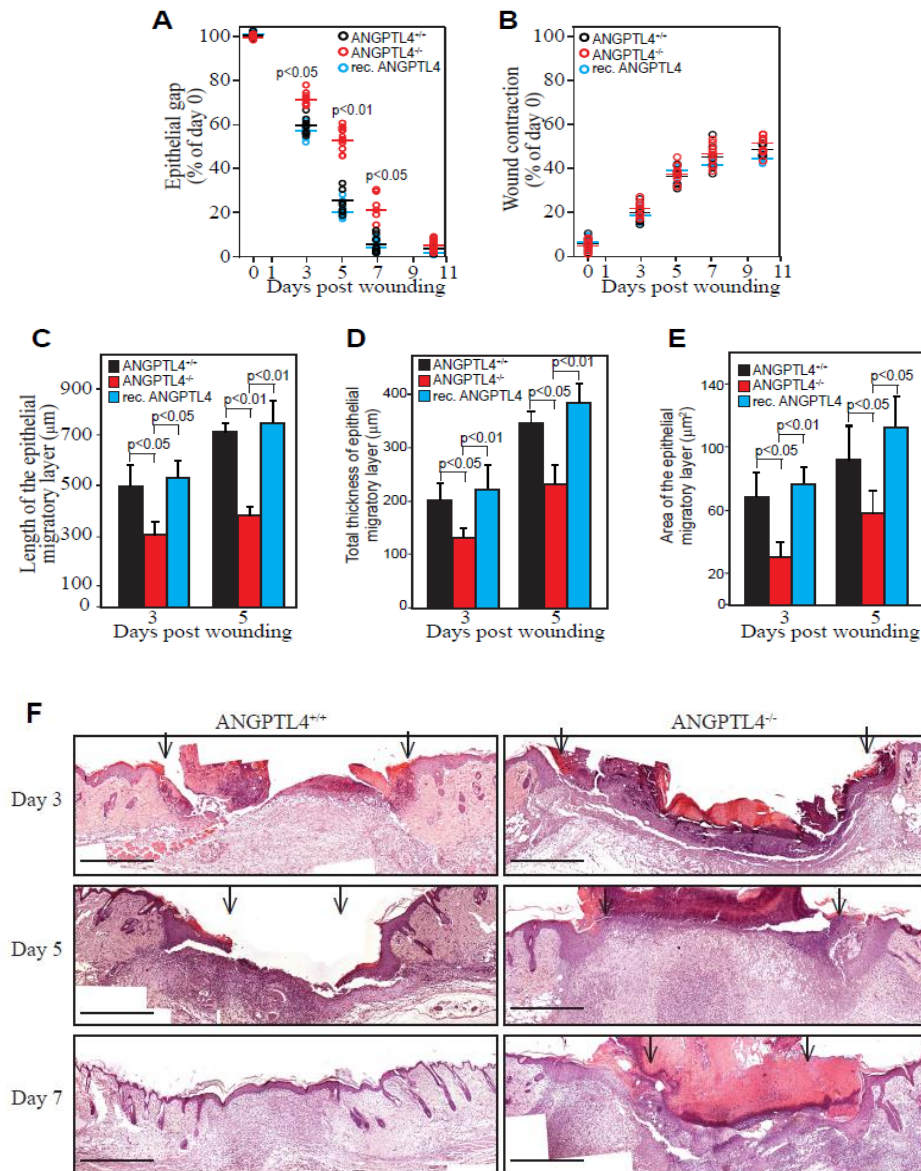 A
100
80
60
40
20
0
Epithelial gap
(% of day 0)
ANGPTL4+/+
ANGPTL4-/-
rec. ANGPTL4
p<0.05
p<0.01
p<0.05
0 1 3 5 7 9 11
Days post wounding
B
100
80
60
40
20
0
Wound contraction
(% of day 0)
ANGPTL4+/+
ANGPTL4-/-
rec. ANGPTL4
0 1 3 5 7 9 11
Days post wounding
C
900
700
500
300
100
0
Length of the epithelial
migratory layer (μm)
ANGPTL4+/+
ANGPTL4-/-
rec. ANGPTL4
p<0.05
p<0.05
p<0.01
p<0.01
3 5
Days post wounding
D
400
200
100
0
Total thickness of epithelial
migratory layer (μm)
ANGPTL4+/+
ANGPTL4-/-
rec. ANGPTL4
p<0.05
p<0.01
p<0.05
p<0.01
3 5
Days post wounding
E
140
100
60
20
0
Area of the epithelial
migratory layer (μm²)
ANGPTL4+/+
ANGPTL4-/-
rec. ANGPTL4
p<0.05
p<0.01
p<0.05
p<0.05
3 5
Days post wounding
F
ANGPTL4+/+ ANGPTL4-/-
Day 3
Day 5
Day 7